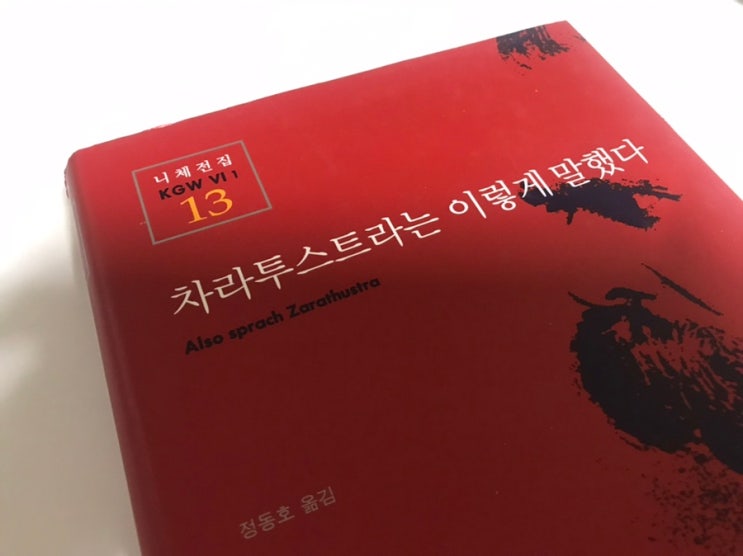 니체전집
KGW VI 1
13
차라투스트라는 이렇게 말했다
Also sprach Zarathustra
정동호 옮김